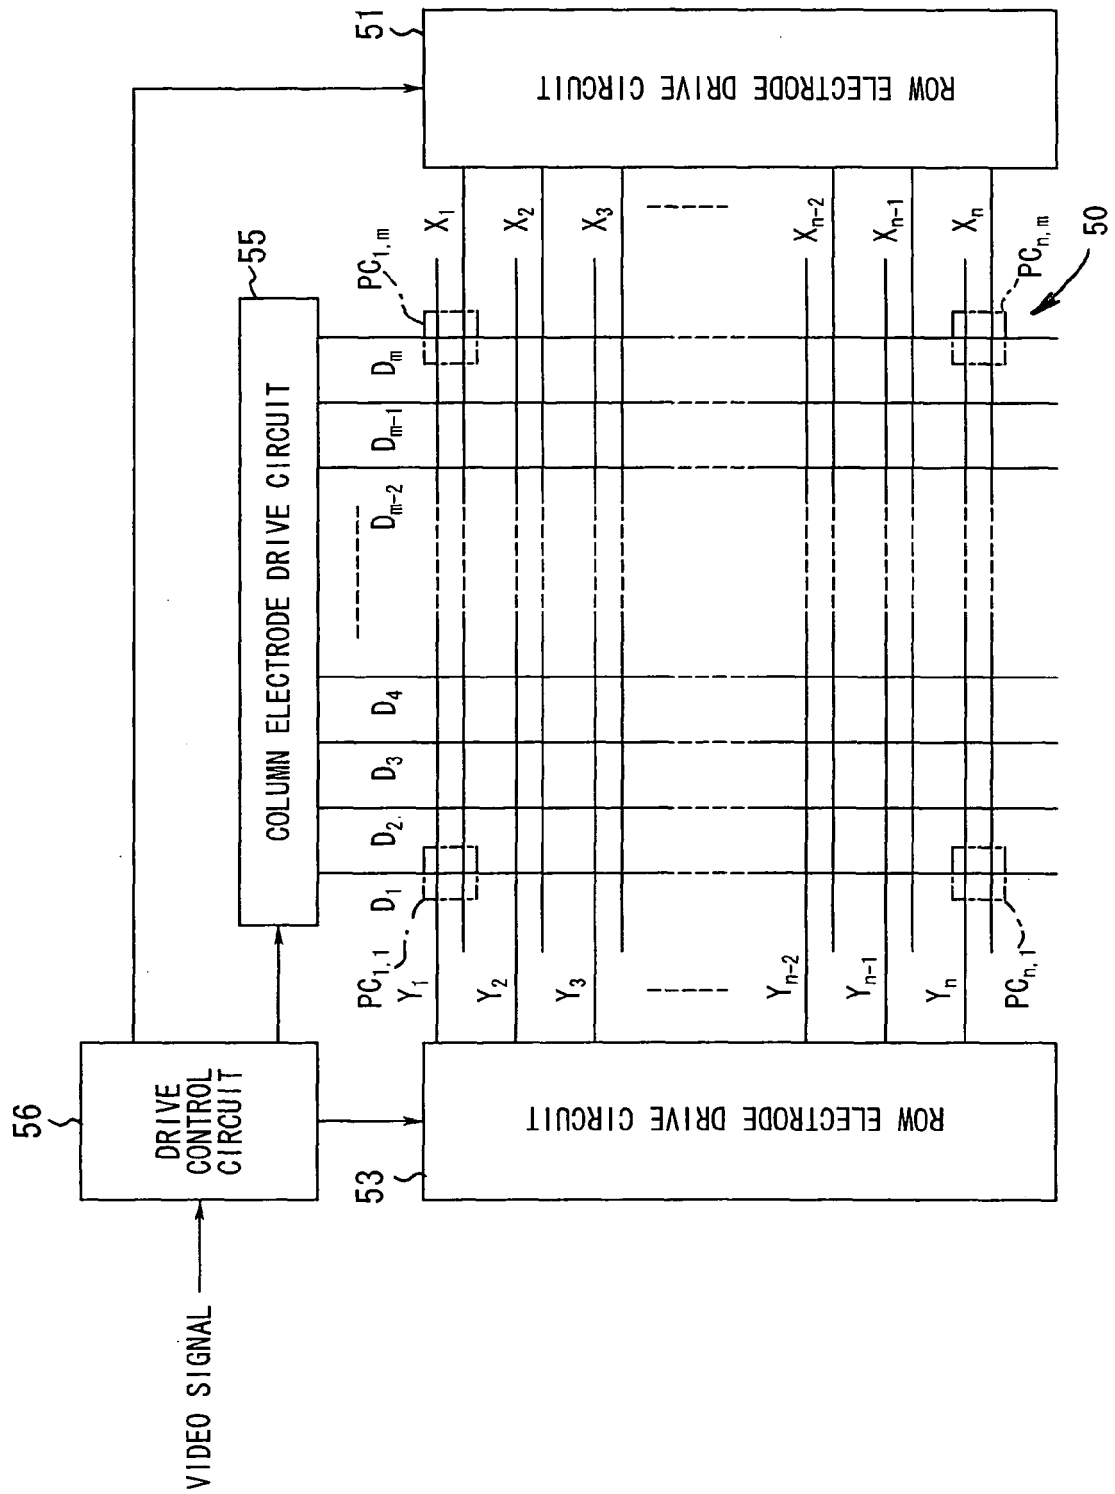 VIDEO SIGNAL
56
DRIVE
CONTROL
CIRCUIT
55
COLUMN ELECTRODE DRIVE CIRCUIT
51
ROW ELECTRODE DRIVE CIRCUIT
53
ROW ELECTRODE DRIVE CIRCUIT
D1 D2 D3 D4 Dm-2 Dm-1 Dm
PC1,1
PC1,m
Y1
Y2
Y3
Yn-2
Yn-1
Yn
X1
X2
X3
Xn-2
Xn-1
Xn
PCn,1
PCn,m
50